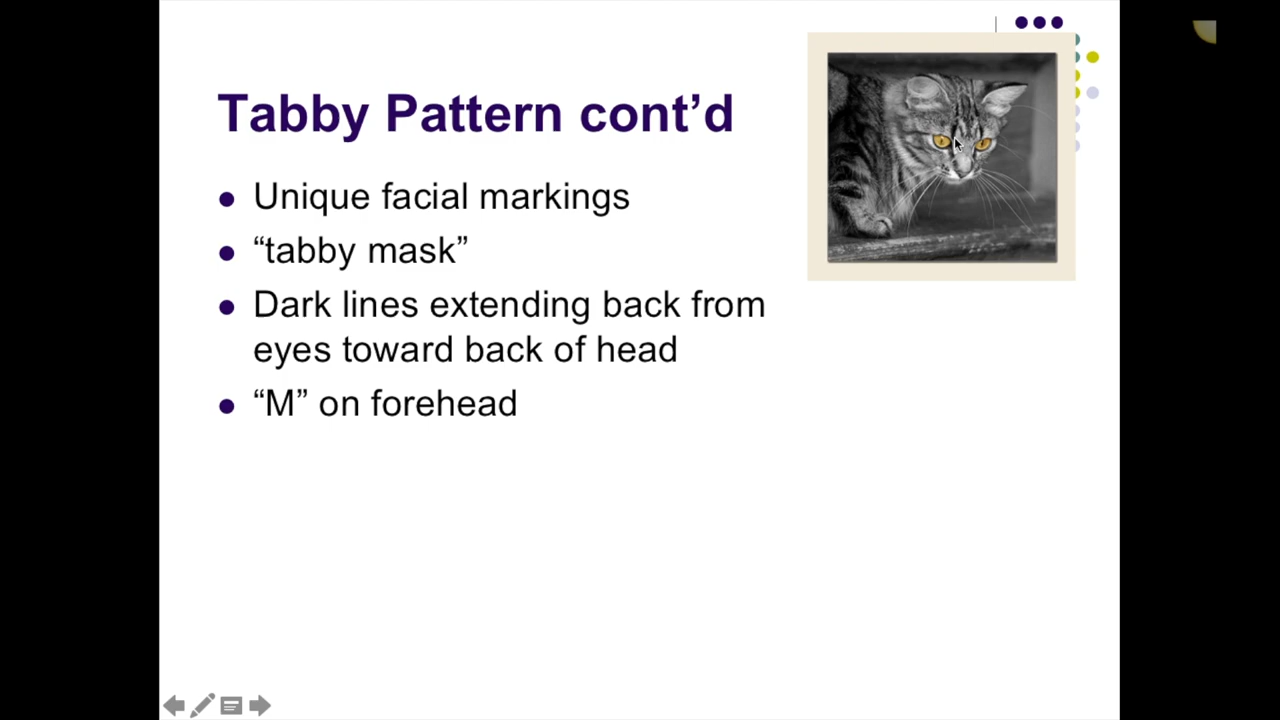 Tabby Pattern cont’d
Unique facial markings
“tabby mask”
Dark lines extending back from
eyes toward back of head
“M” on forehead